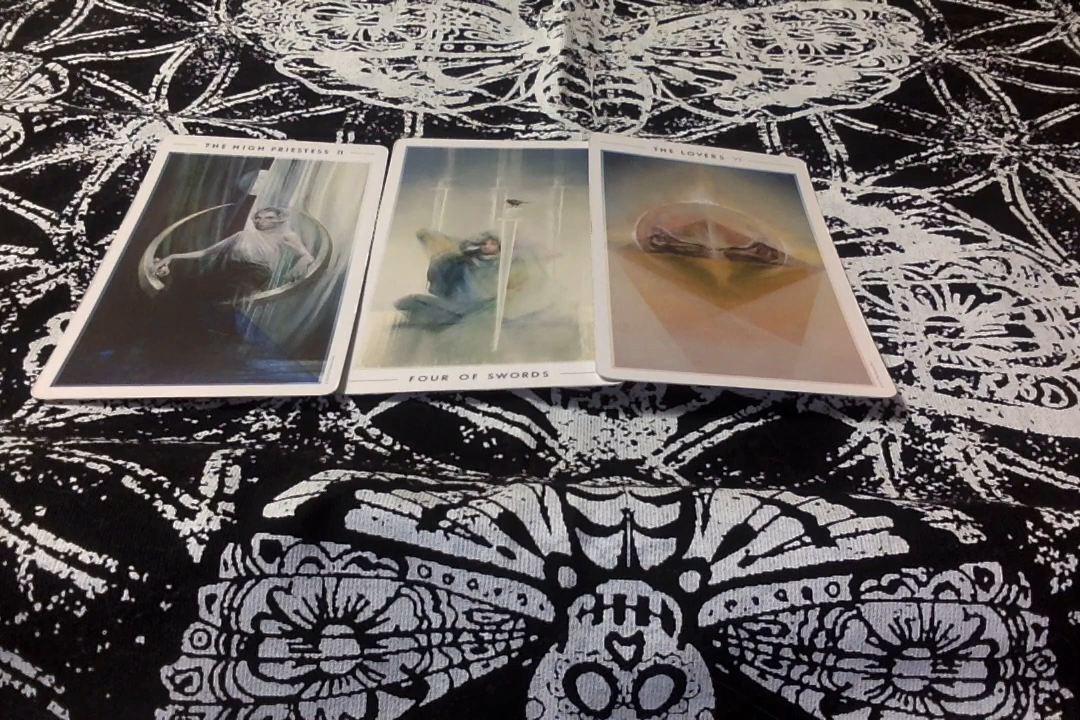 THE HIGH PRIESTESS II
FOUR OF SWORDS
THE LOVERS VI